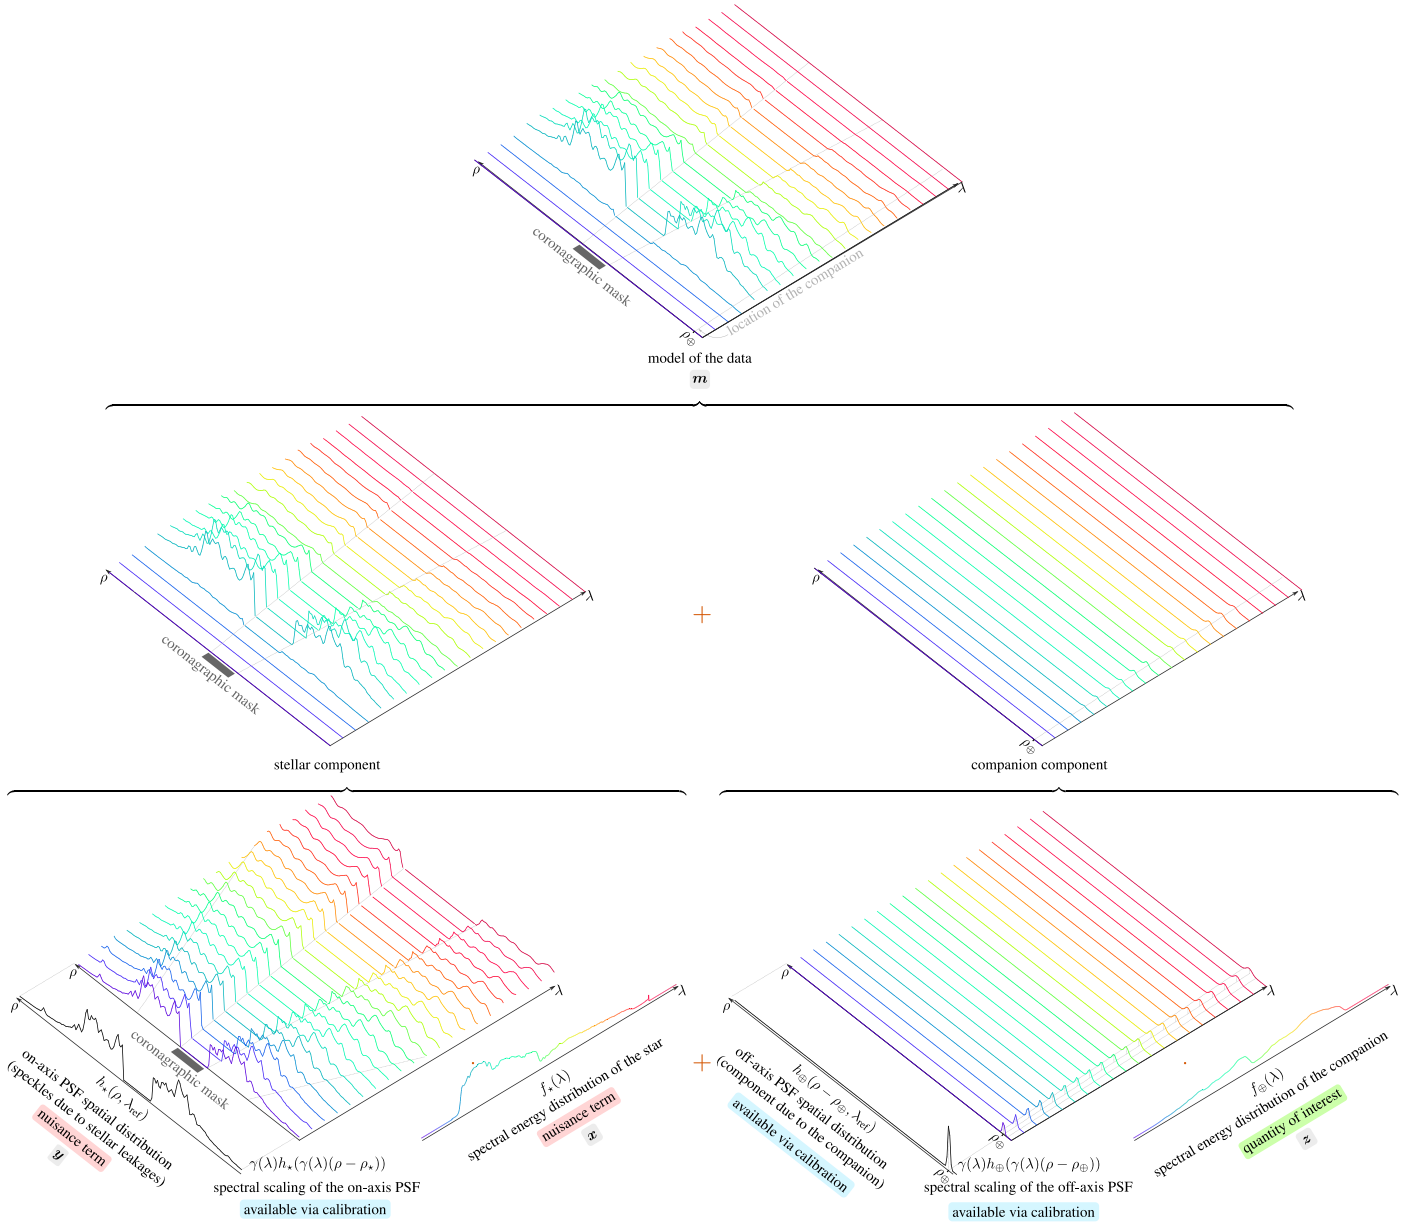 ρ
λ
coronagraphic mask
location of the companion
ρ⊕
model of the data
m
ρ
λ
coronagraphic mask
stellar component
+
ρ
λ
ρ⊕
companion component
ρ
ρ
λ
coronagraphic mask
h⋆(ρ, λref)
on-axis PSF spatial distribution
(speckles due to stellar leakages)
nuisance term
y
γ(λ)h⋆(γ(λ)(ρ − ρ⋆))
spectral scaling of the on-axis PSF
available via calibration
λ
f⋆(λ)
spectral energy distribution of the star
nuisance term
x
+
ρ
ρ
λ
ρ⊕
ρ⊕
h⊕(ρ − ρ⊕, λref)
off-axis PSF spatial distribution
(component due to the companion)
available via calibration
γ(λ)h⊕(γ(λ)(ρ − ρ⊕))
spectral scaling of the off-axis PSF
available via calibration
λ
f⊕(λ)
spectral energy distribution of the companion
quantity of interest
z